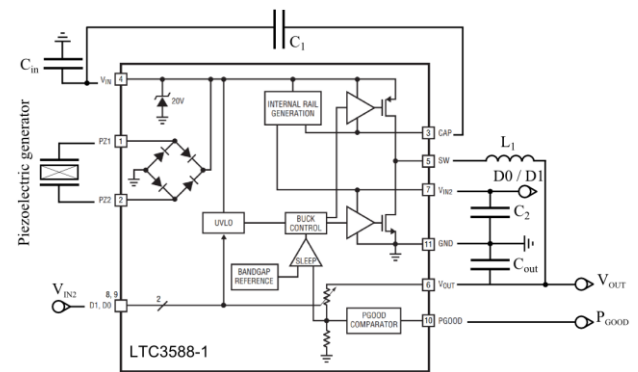 C1
Cin
VIN 4
20V
INTERNAL RAIL
GENERATION
3 CAP
PZ1 1
5 SW
L1
D0 / D1
7 VIN2
Piezoelectric generator
PZ2 2
C2
UVLO
BUCK
CONTROL
11 GND
SLEEP
Cout
BANDGAP
REFERENCE
6 VOUT
VOUT
VIN2
8, 9
D1, D0
2
PGOOD
COMPARATOR
10 PGOOD
PGOOD
LTC3588-1